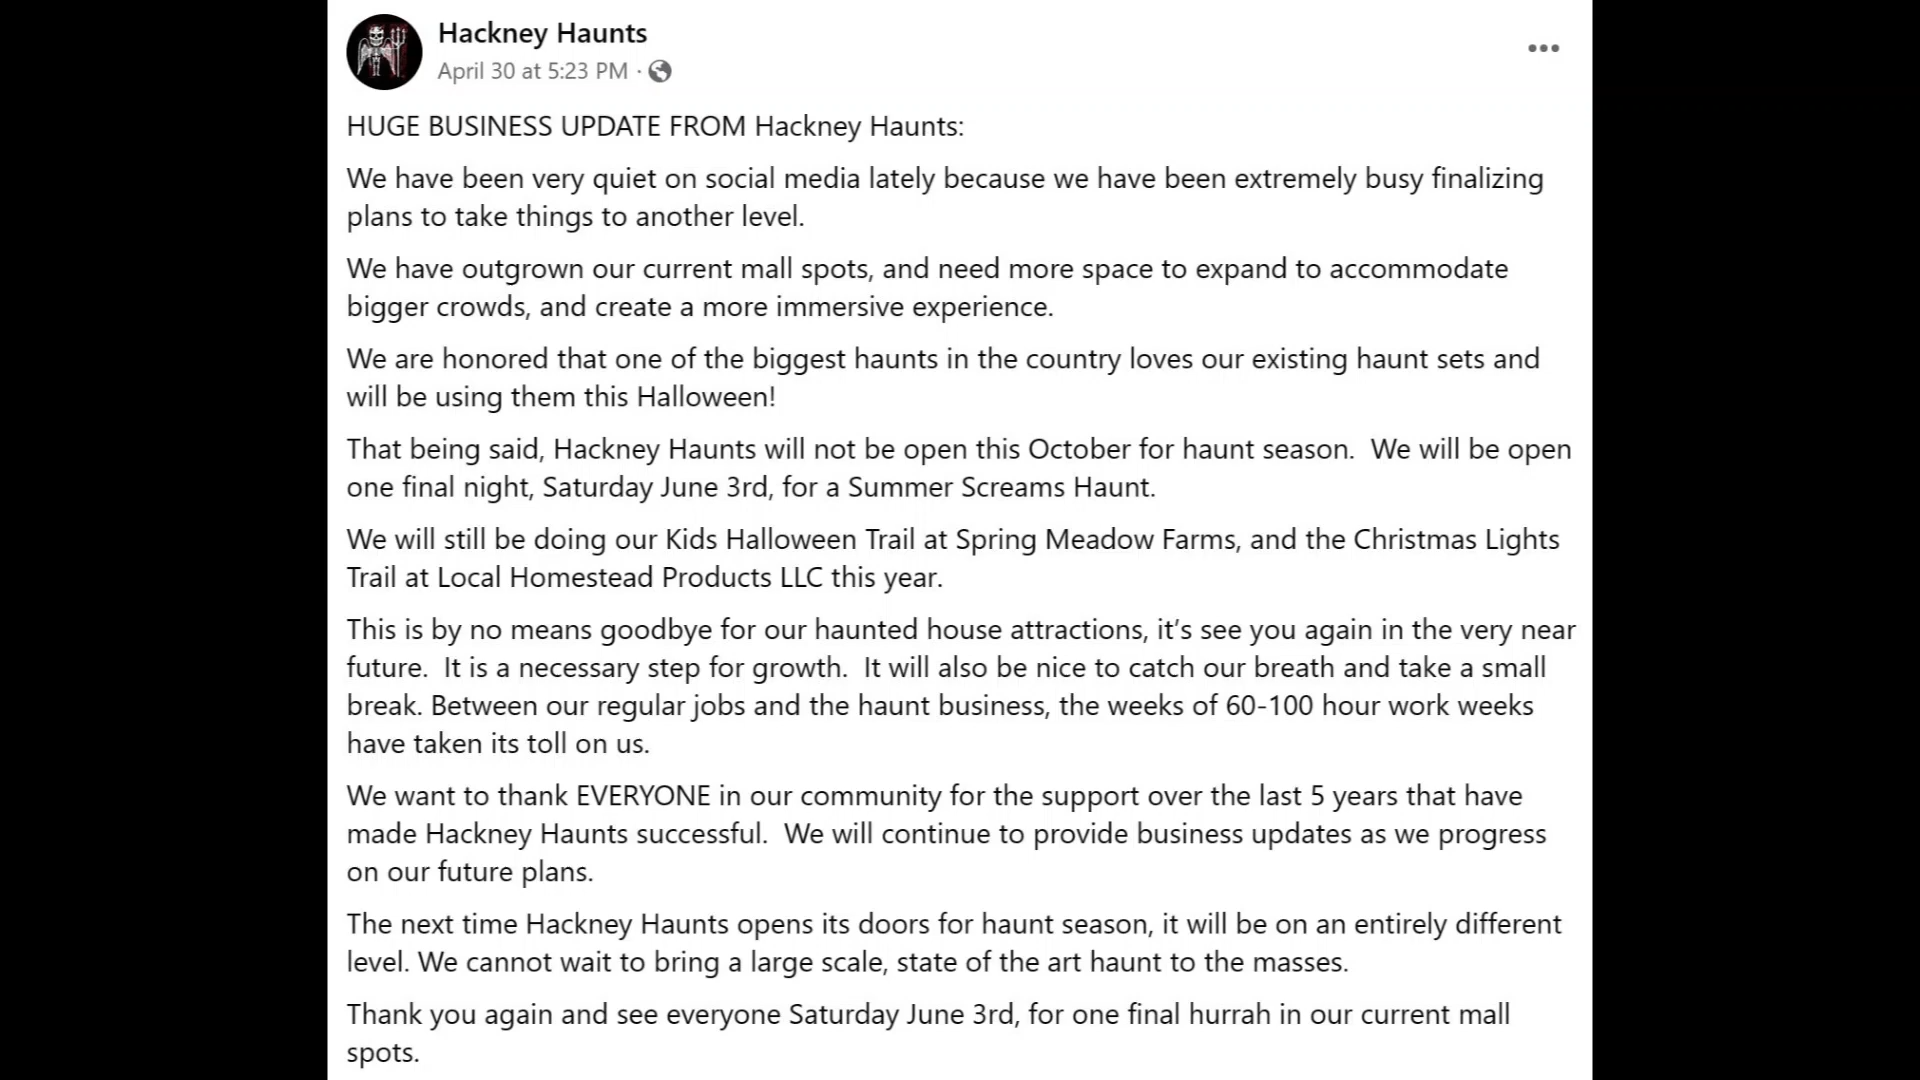 Hackney Haunts
April 30 at 5:23 PM ·
HUGE BUSINESS UPDATE FROM Hackney Haunts:
We have been very quiet on social media lately because we have been extremely busy finalizing
plans to take things to another level.
We have outgrown our current mall spots, and need more space to expand to accommodate
bigger crowds, and create a more immersive experience.
We are honored that one of the biggest haunts in the country loves our existing haunt sets and
will be using them this Halloween!
That being said, Hackney Haunts will not be open this October for haunt season.  We will be open
one final night, Saturday June 3rd, for a Summer Screams Haunt.
We will still be doing our Kids Halloween Trail at Spring Meadow Farms, and the Christmas Lights
Trail at Local Homestead Products LLC this year.
This is by no means goodbye for our haunted house attractions, it's see you again in the very near
future.  It is a necessary step for growth.  It will also be nice to catch our breath and take a small
break. Between our regular jobs and the haunt business, the weeks of 60-100 hour work weeks
have taken its toll on us.
We want to thank EVERYONE in our community for the support over the last 5 years that have
made Hackney Haunts successful.  We will continue to provide business updates as we progress
on our future plans.
The next time Hackney Haunts opens its doors for haunt season, it will be on an entirely different
level. We cannot wait to bring a large scale, state of the art haunt to the masses.
Thank you again and see everyone Saturday June 3rd, for one final hurrah in our current mall
spots.